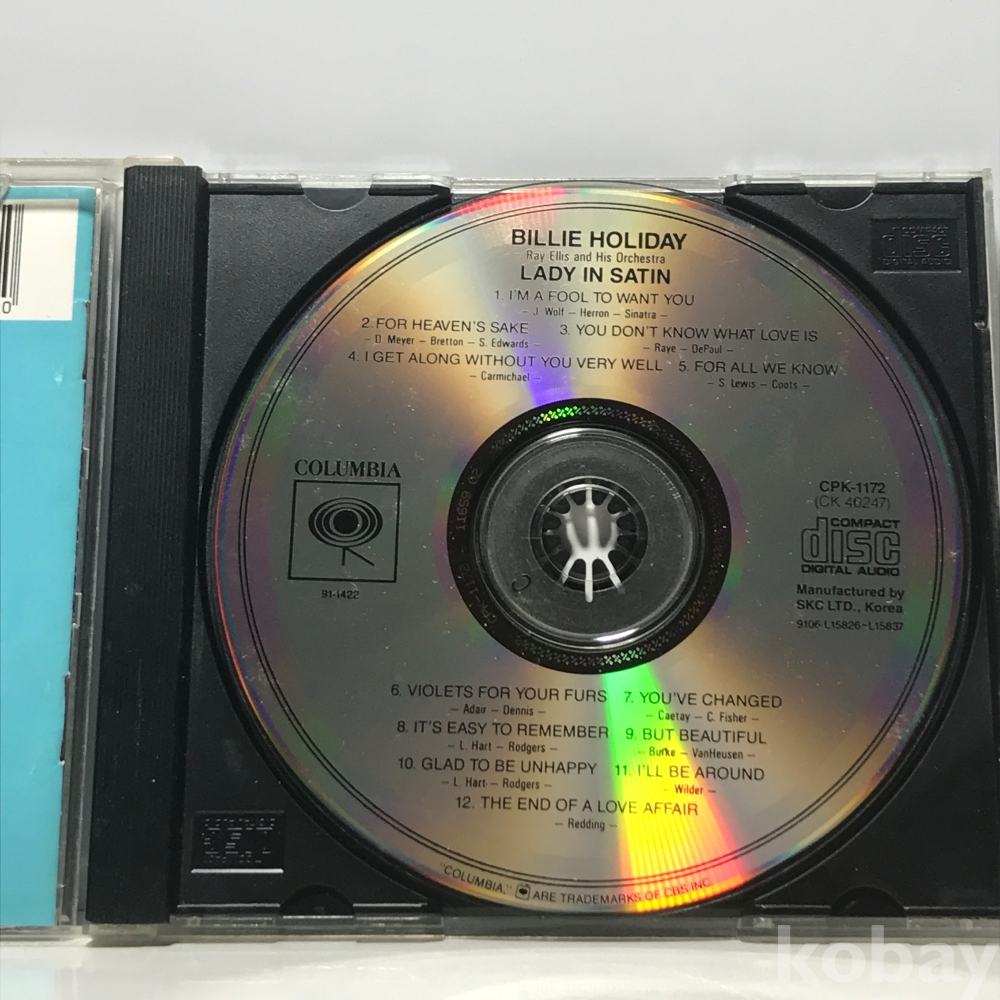 BILLIE HOLIDAY
Ray Ellis and His Orchestra
LADY IN SATIN
1. I'M A FOOL TO WANT YOU
– J. Wolf – Herron – Sinatra –
2. FOR HEAVEN'S SAKE 3. YOU DON'T KNOW WHAT LOVE IS
– D. Meyer – Bretton – S. Edwards – – Raye – DePaul –
4. I GET ALONG WITHOUT YOU VERY WELL 5. FOR ALL WE KNOW
– Carmichael – – S. Lewis – Coots –
COLUMBIA
91-1422
CPK-1172
(CK 40247)
COMPACT
disc
DIGITAL AUDIO
Manufactured by
SKC LTD., Korea
9106-L15826~L15837
CPK-1172 - 11659 02
6. VIOLETS FOR YOUR FURS 7. YOU'VE CHANGED
– Adair – Dennis – – Caetay – C. Fisher –
8. IT'S EASY TO REMEMBER 9. BUT BEAUTIFUL
– L. Hart – Rodgers – – Burke – VanHeusen –
10. GLAD TO BE UNHAPPY 11. I'LL BE AROUND
– L. Hart – Rodgers – – Wilder –
12. THE END OF A LOVE AFFAIR
– Redding –
"COLUMBIA," ARE TRADEMARKS OF CBS INC.
0
kobay